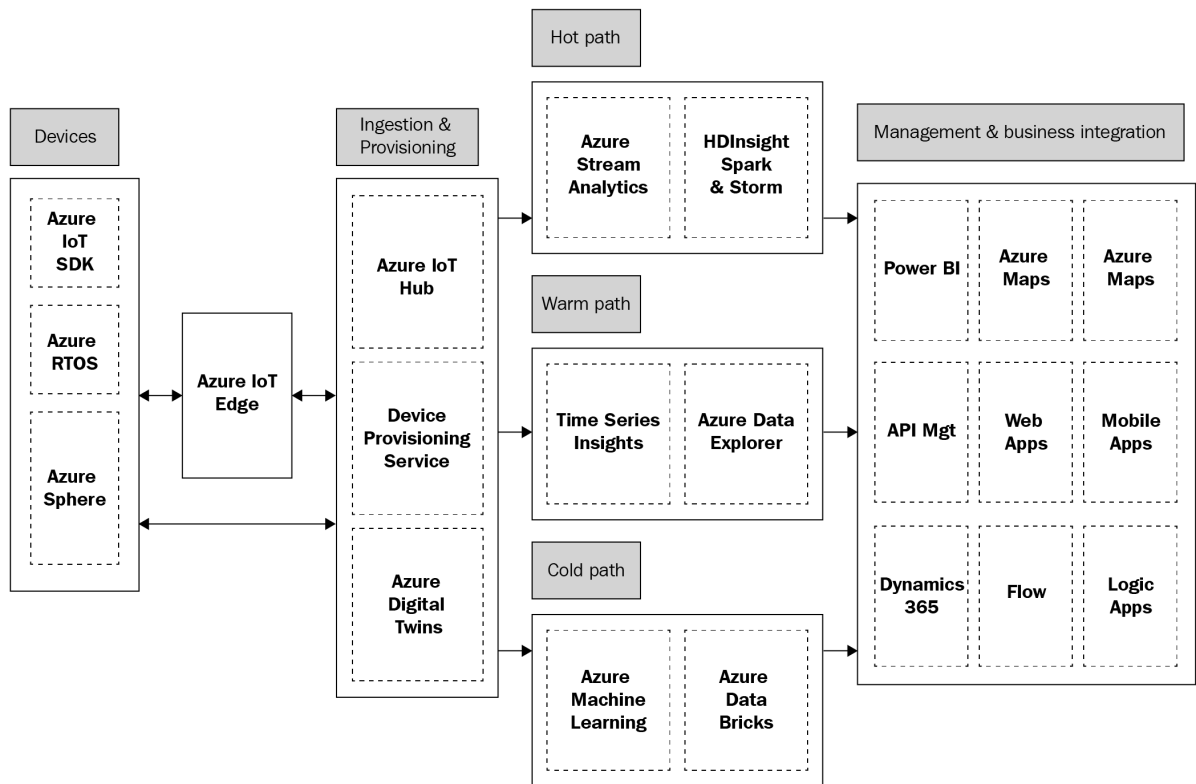 Devices
Azure
IoT
SDK
Azure
RTOS
Azure
Sphere
Azure IoT
Edge
Ingestion &
Provisioning
Azure IoT
Hub
Device
Provisioning
Service
Azure
Digital
Twins
Hot path
Azure
Stream
Analytics
HDInsight
Spark
& Storm
Warm path
Time Series
Insights
Azure Data
Explorer
Cold path
Azure
Machine
Learning
Azure
Data
Bricks
Management & business integration
Power BI
Azure
Maps
Azure
Maps
API Mgt
Web
Apps
Mobile
Apps
Dynamics
365
Flow
Logic
Apps